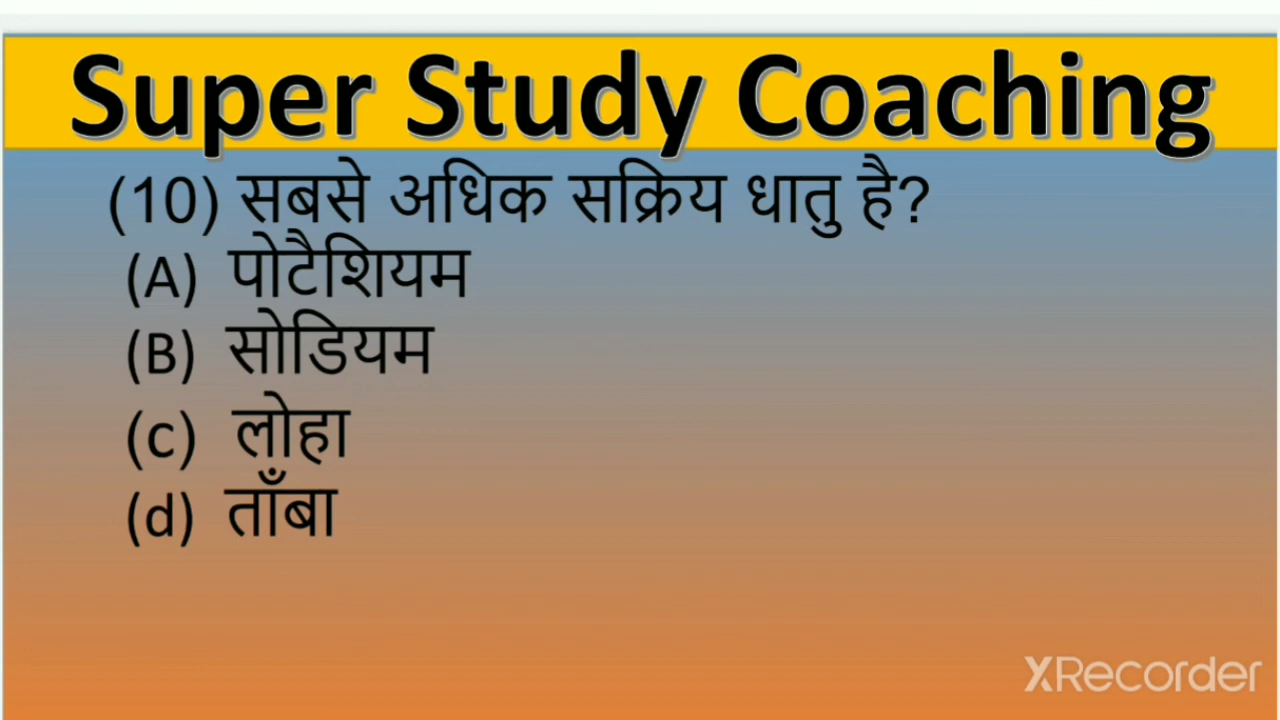 Super Study Coaching
(10) सबसे अधिक सक्रिय धातु है?
(A) पोटैशियम
(B) सोडियम
(c) लोहा
(d) ताँबा
XRecorder